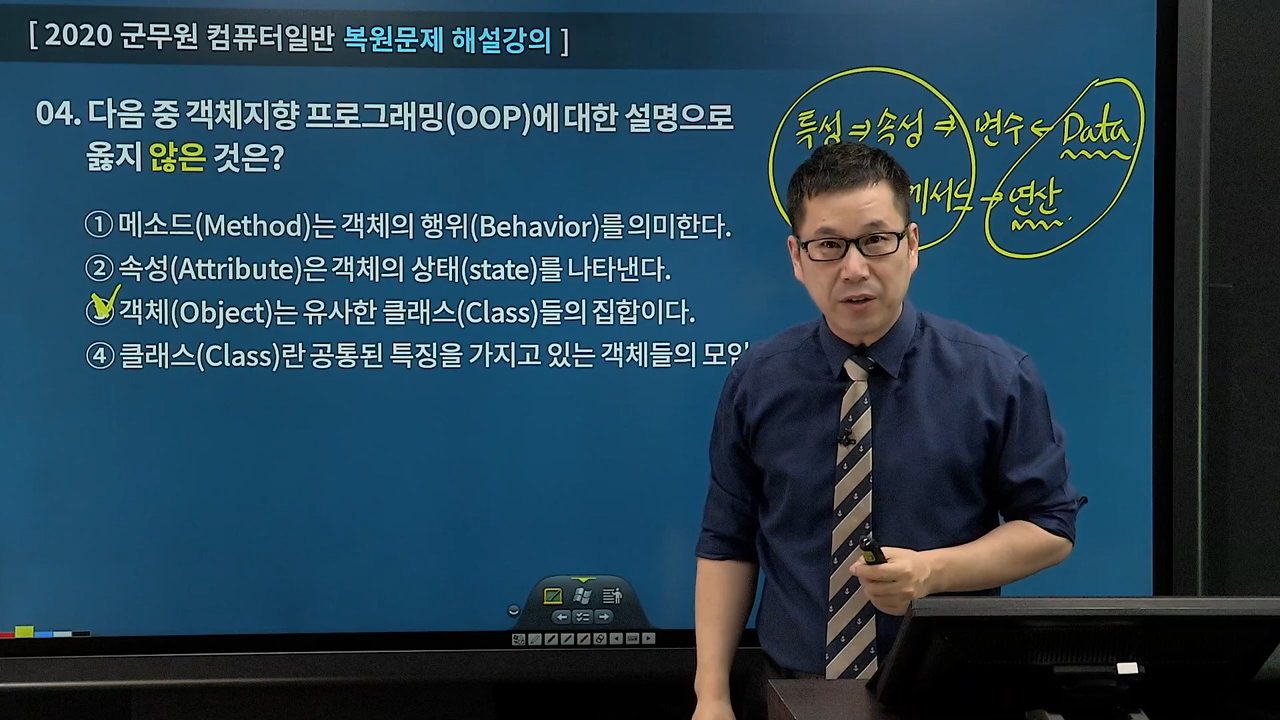 [ 2020 군무원 컴퓨터일반 복원문제 해설강의 ]
04. 다음 중 객체지향 프로그래밍(OOP)에 대한 설명으로
옳지 않은 것은?
① 메소드(Method)는 객체의 행위(Behavior)를 의미한다.
② 속성(Attribute)은 객체의 상태(state)를 나타낸다.
③ 객체(Object)는 유사한 클래스(Class)들의 집합이다.
④ 클래스(Class)란 공통된 특징을 가지고 있는 객체들의
특성 ⇒ 속성 ⇒ 변수 ← Data
→ 연산